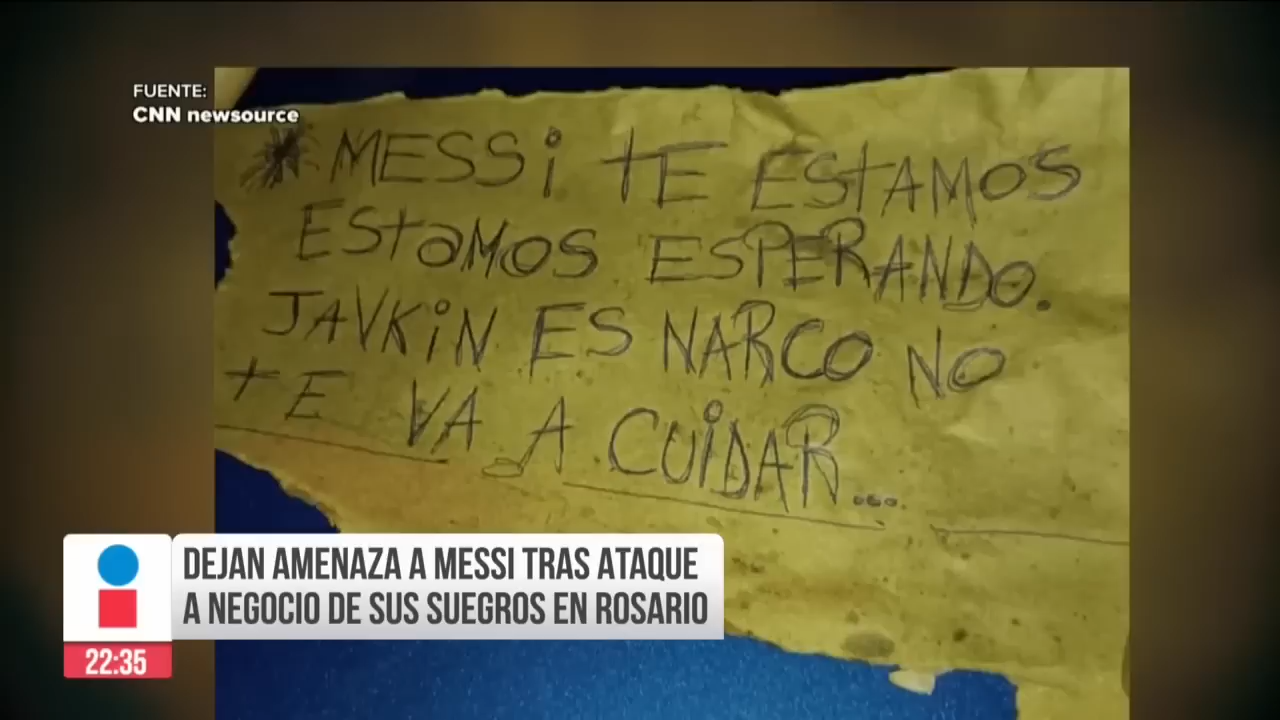 FUENTE:
CNN newsource
MESSi tE EStAMOS
EStaMOS ESPERANDO.
JAVKiN ES NARCO NO
tE VA A CUiDAR...
DEJAN AMENAZA A MESSI TRAS ATAQUE
A NEGOCIO DE SUS SUEGROS EN ROSARIO
22:35